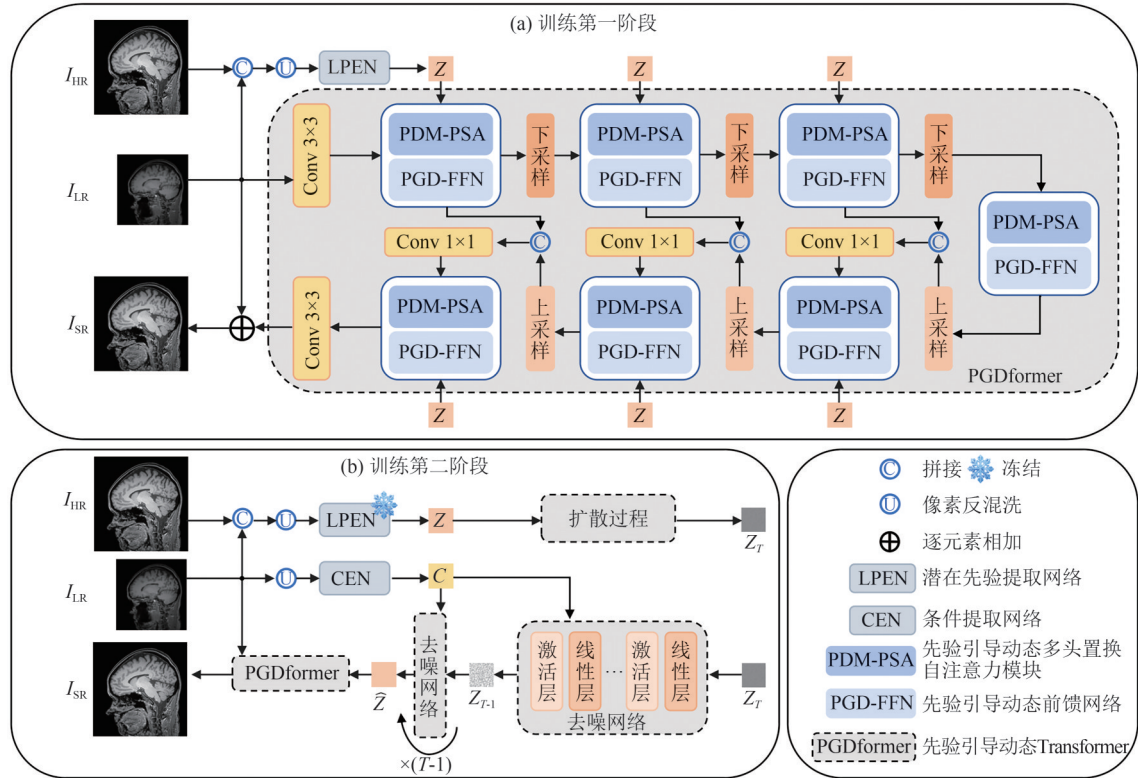 (a) 训练第一阶段
I_HR
C
U
LPEN
Z
Z
Z
I_LR
Conv 3×3
PDM-PSA
PGD-FFN
下采样
PDM-PSA
PGD-FFN
下采样
PDM-PSA
PGD-FFN
下采样
PDM-PSA
PGD-FFN
Conv 1×1
C
Conv 1×1
C
Conv 1×1
C
I_SR
Conv 3×3
PDM-PSA
PGD-FFN
上采样
PDM-PSA
PGD-FFN
上采样
PDM-PSA
PGD-FFN
上采样
PGDformer
Z
Z
Z
(b) 训练第二阶段
I_HR
C
U
LPEN
Z
扩散过程
Z_T
I_LR
U
CEN
C
I_SR
PGDformer
Ẑ
去噪网络
Z_{T-1}
激活层
线性层
…
激活层
线性层
去噪网络
Z_T
×(T-1)
C 拼接 冻结
U 像素反混洗
逐元素相加
LPEN 潜在先验提取网络
CEN 条件提取网络
PDM-PSA 先验引导动态多头置换
自注意力模块
PGD-FFN 先验引导动态前馈网络
PGDformer 先验引导动态Transformer